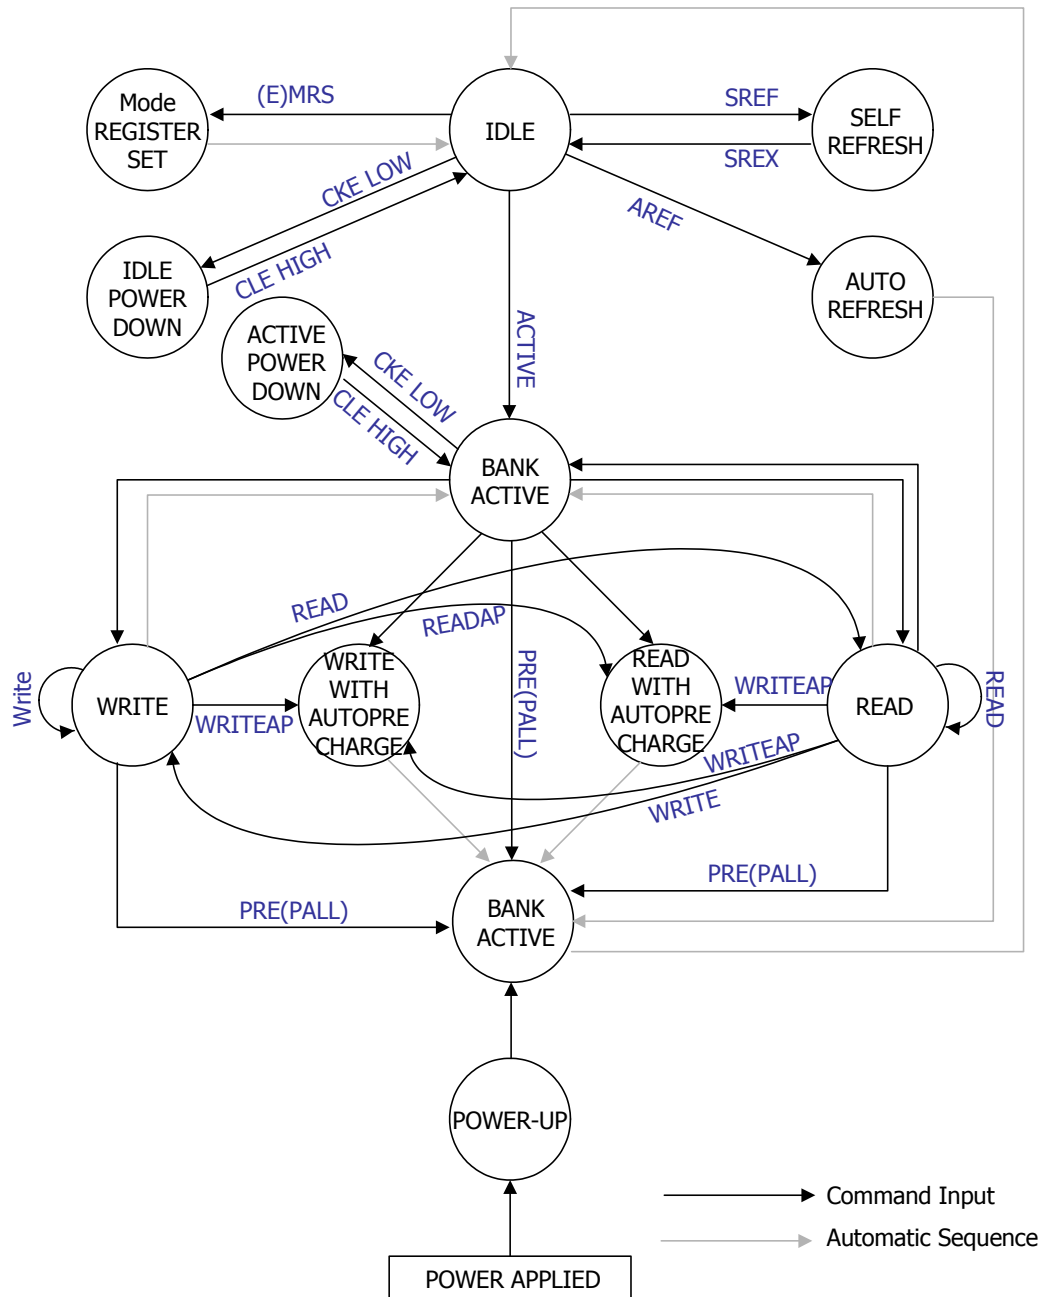 (E)MRS
SREF
Mode
REGISTER
SET
IDLE
SELF
REFRESH
SREX
CKE LOW
AREF
CLE HIGH
IDLE
POWER
DOWN
AUTO
REFRESH
ACTIVE
POWER
DOWN
CKE LOW
CLE HIGH
ACTIVE
BANK
ACTIVE
READ
READAP
Write
WRITE
WRITEAP
WRITE
WITH
AUTOPRE
CHARGE
PRE(PALL)
READ
WITH
AUTOPRE
CHARGE
WRITEAP
READ
READ
WRITEAP
WRITE
PRE(PALL)
PRE(PALL)
BANK
ACTIVE
POWER-UP
Command Input
Automatic Sequence
POWER APPLIED